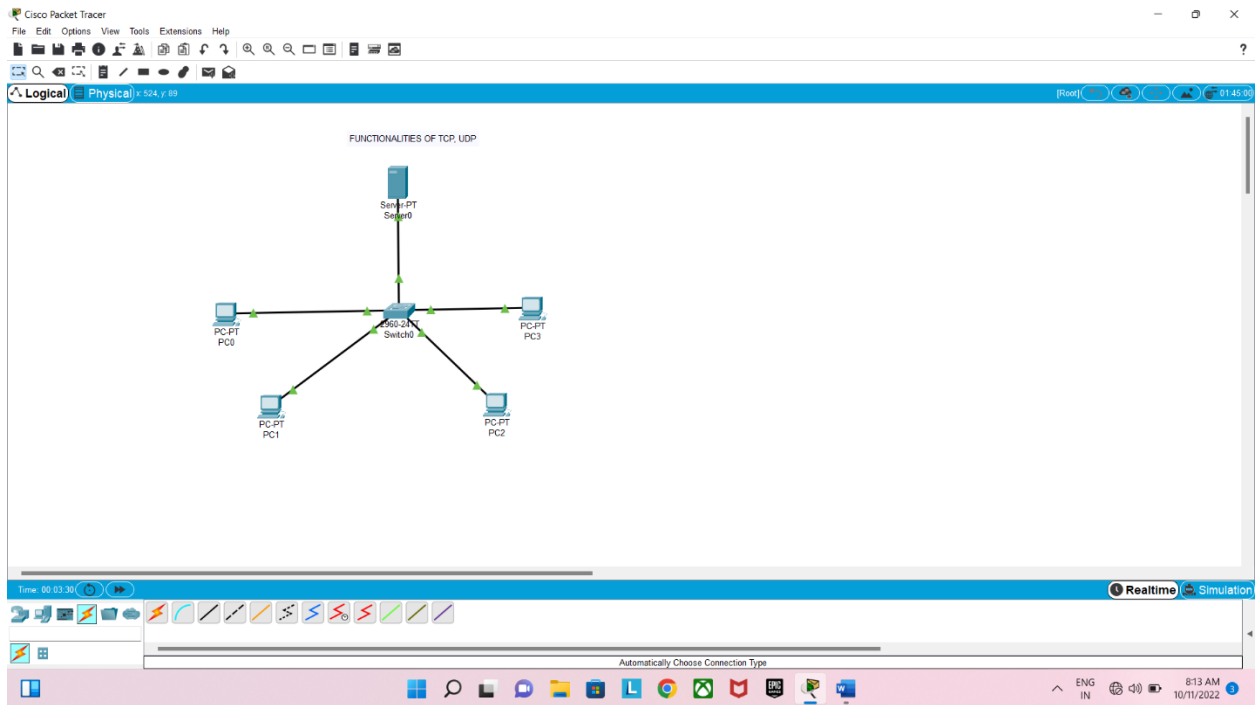 Cisco Packet Tracer
File Edit Options View Tools Extensions Help
?
Logical Physical x: 524, y: 89 [Root] 01:45:00
FUNCTIONALITIES OF TCP, UDP
Server-PT
Server0
PC-PT
PC0
2960-24TT
Switch0
PC-PT
PC3
PC-PT
PC1
PC-PT
PC2
Time: 00:03:30 Realtime Simulation
Automatically Choose Connection Type
L EPIC GAMES W ENG IN 8:13 AM 10/11/2022 3